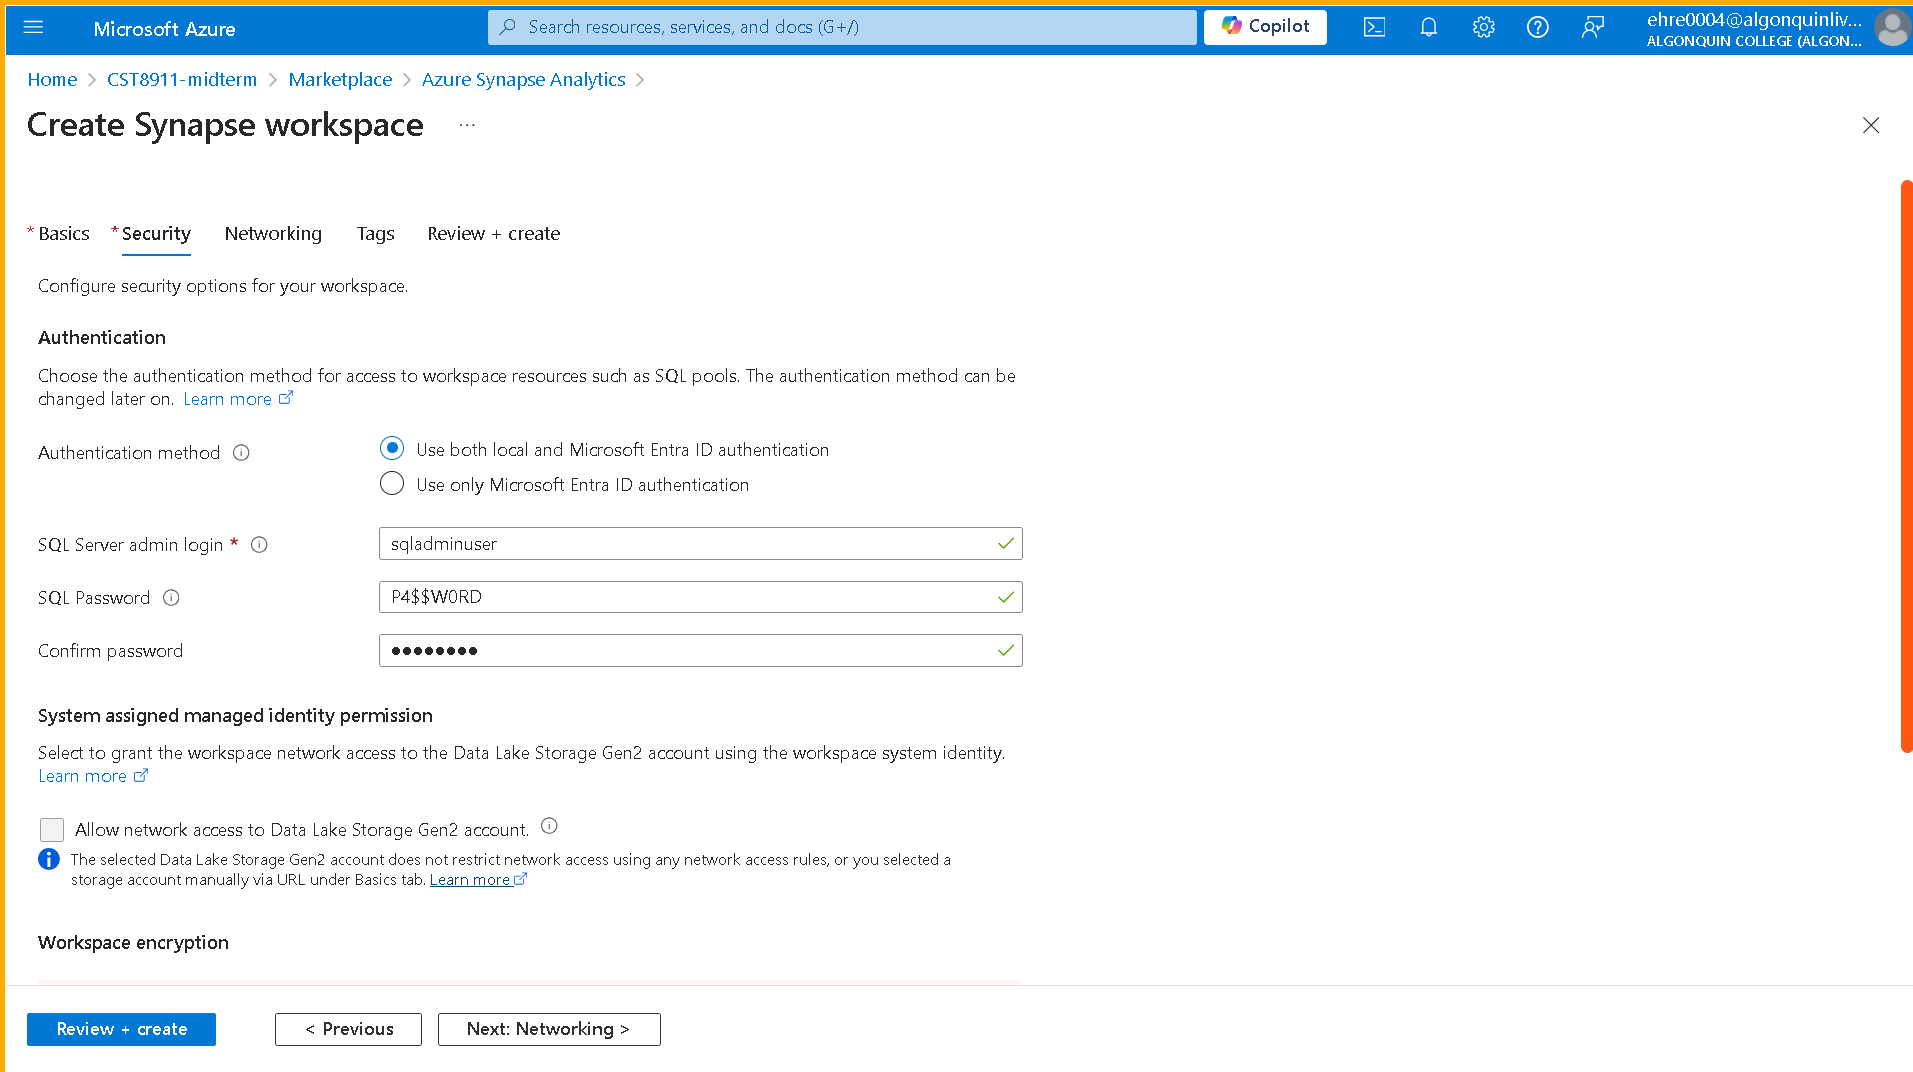 Microsoft Azure
Search resources, services, and docs (G+/)
Copilot
ehre0004@algonquinliv...
ALGONQUIN COLLEGE (ALGON...
Home > CST8911-midterm > Marketplace > Azure Synapse Analytics >
Create Synapse workspace ...
* Basics * Security Networking Tags Review + create
Configure security options for your workspace.
Authentication
Choose the authentication method for access to workspace resources such as SQL pools. The authentication method can be
changed later on. Learn more
Authentication method
Use both local and Microsoft Entra ID authentication
Use only Microsoft Entra ID authentication
SQL Server admin login *
sqladminuser
SQL Password
P4$$W0RD
Confirm password
●●●●●●●●
System assigned managed identity permission
Select to grant the workspace network access to the Data Lake Storage Gen2 account using the workspace system identity.
Learn more
Allow network access to Data Lake Storage Gen2 account.
The selected Data Lake Storage Gen2 account does not restrict network access using any network access rules, or you selected a
storage account manually via URL under Basics tab. Learn more
Workspace encryption
Review + create
< Previous
Next: Networking >